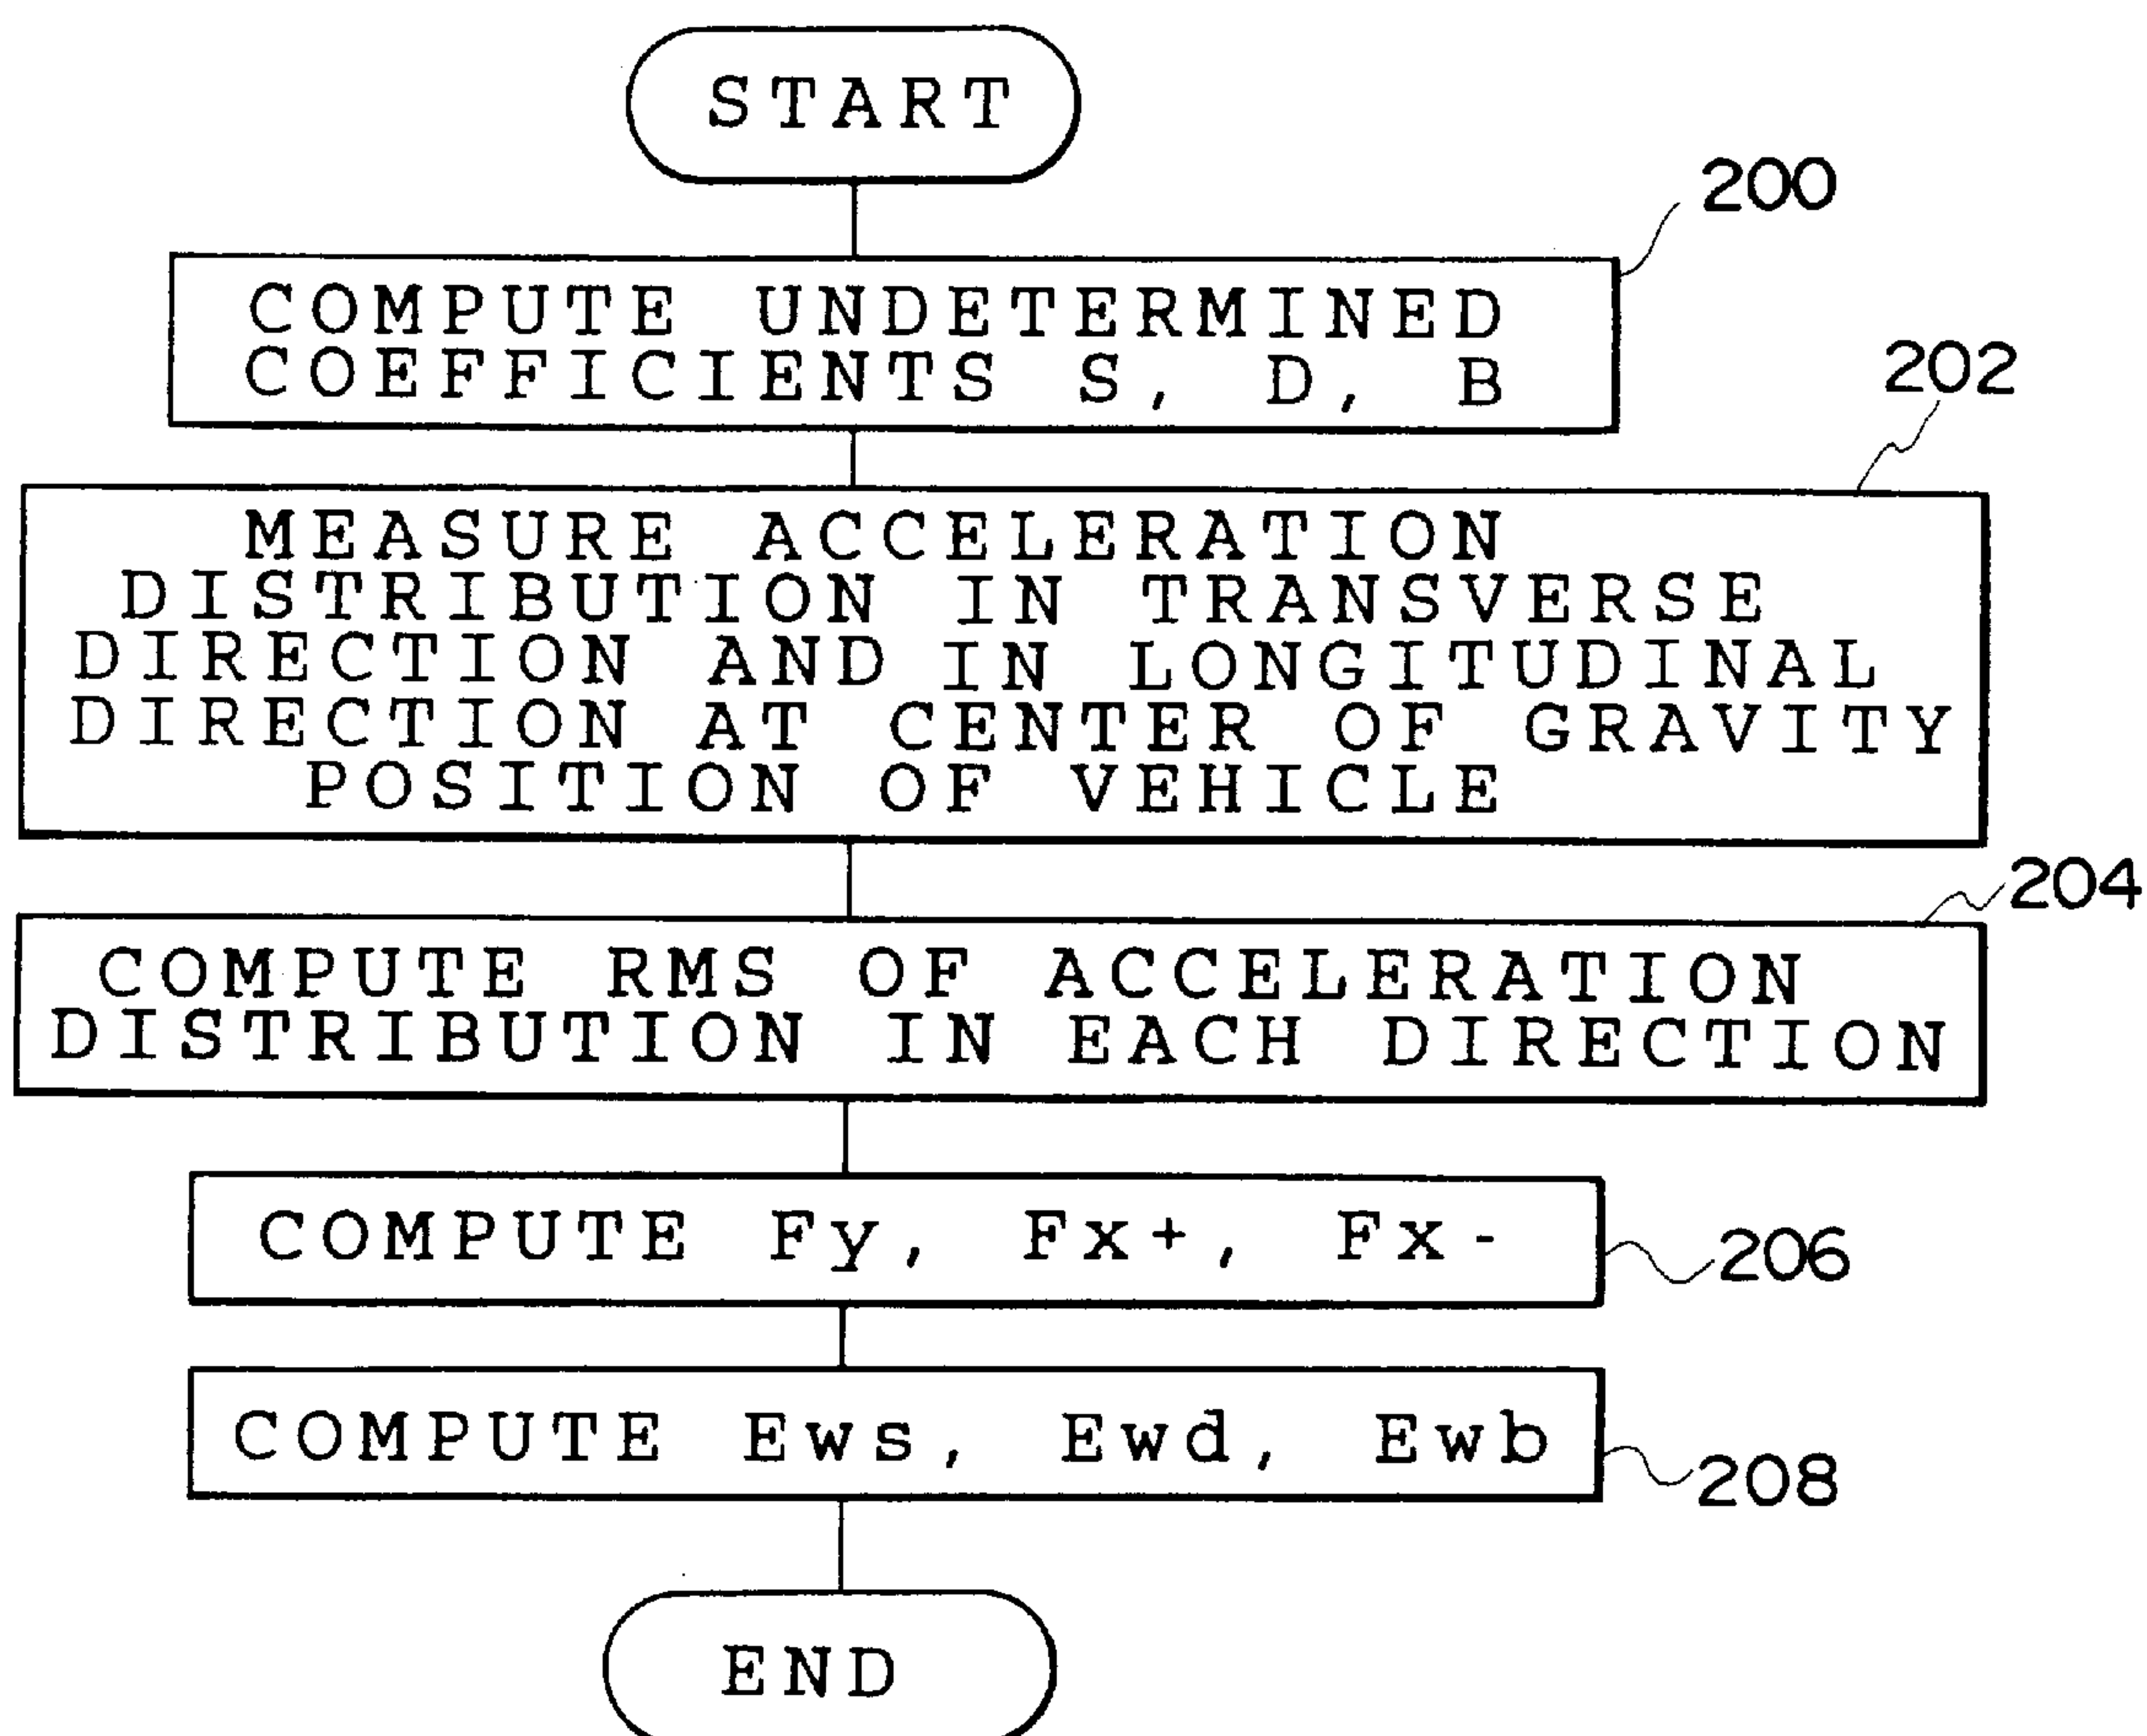 START
200
COMPUTE UNDETERMINED
COEFFICIENTS S, D, B
202
MEASURE ACCELERATION
DISTRIBUTION IN TRANSVERSE
DIRECTION AND IN LONGITUDINAL
DIRECTION AT CENTER OF GRAVITY
POSITION OF VEHICLE
204
COMPUTE RMS OF ACCELERATION
DISTRIBUTION IN EACH DIRECTION
COMPUTE Fy, Fx+, Fx-
206
COMPUTE Ews, Ewd, Ewb
208
END